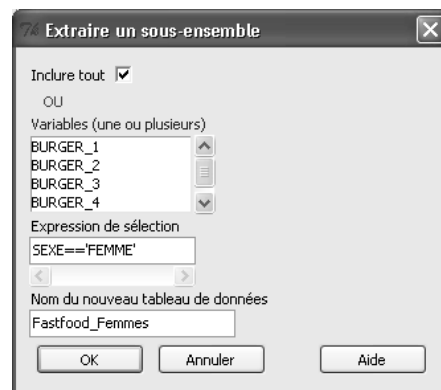 Extraire un sous-ensemble
Inclure tout
OU
Variables (une ou plusieurs)
BURGER_1
BURGER_2
BURGER_3
BURGER_4
Expression de sélection
SEXE=='FEMME'
Nom du nouveau tableau de données
Fastfood_Femmes
OK Annuler Aide